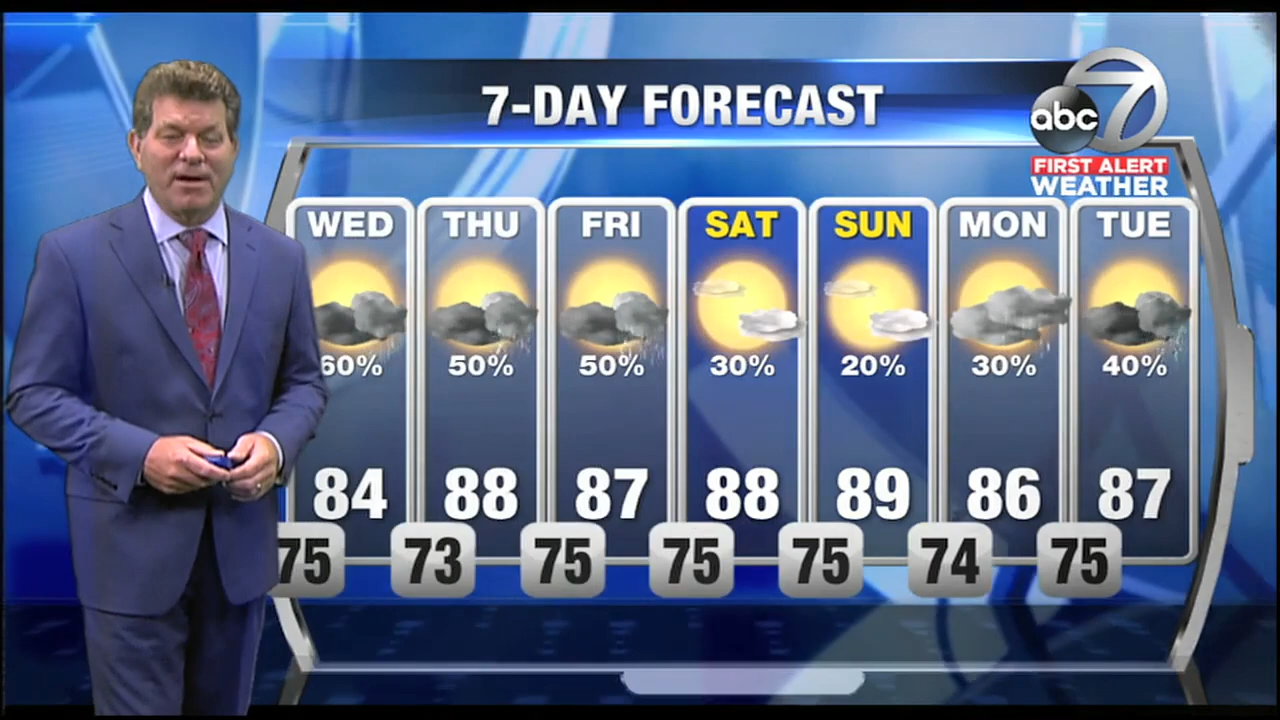 7-DAY FORECAST
abc 7
FIRST ALERT
WEATHER
WED THU FRI SAT SUN MON TUE
60% 50% 50% 30% 20% 30% 40%
84 88 87 88 89 86 87
75 73 75 75 75 74 75